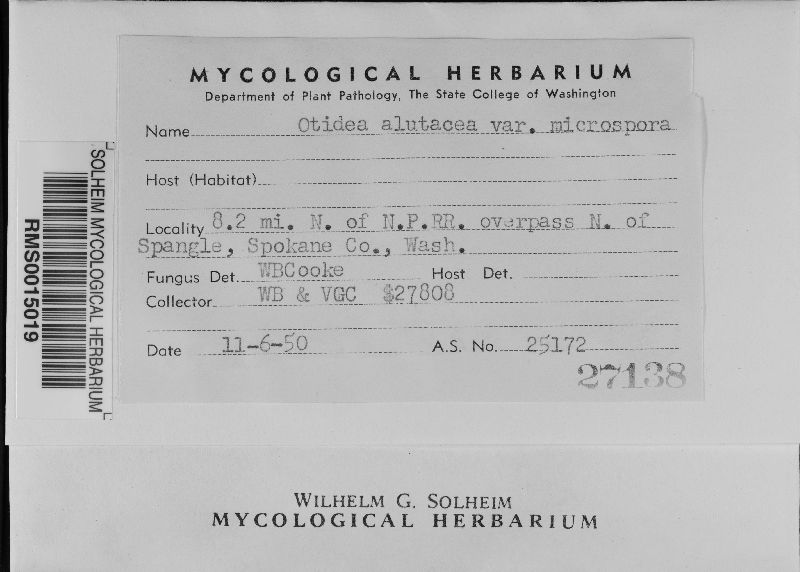 MYCOLOGICAL HERBARIUM
Department of Plant Pathology, The State College of Washington
Name Otidea alutacea var. microspora
Host (Habitat)
Locality 8.2 mi. N. of N.P.RR. overpass N. of
Spangle, Spokane Co., Wash.
Fungus Det. WBCooke Host Det.
Collector WB & VGC $27808
Date 11-6-50 A.S. No. 25172
27138
SOLHEIM MYCOLOGICAL HERBARIUM
RMS0015019
WILHELM G. SOLHEIM
MYCOLOGICAL HERBARIUM